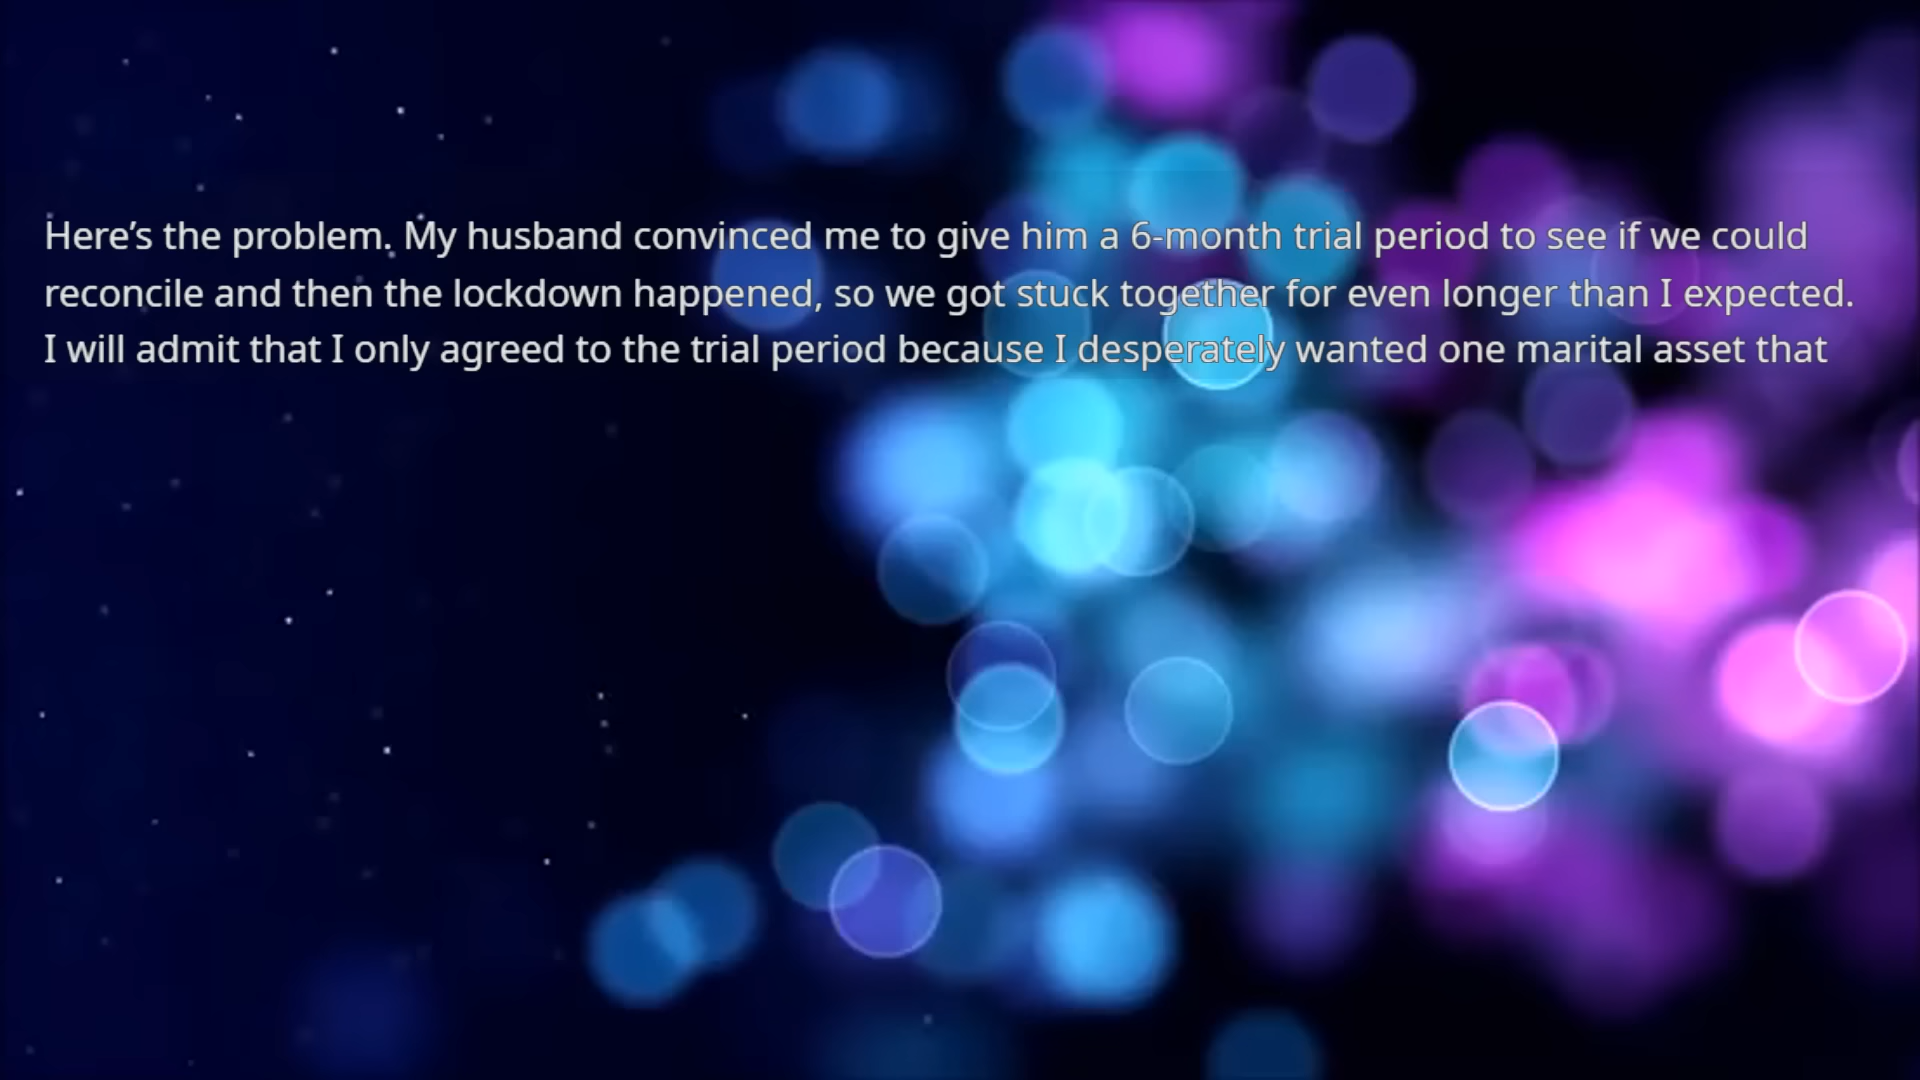 Here’s the problem. My husband convinced me to give him a 6-month trial period to see if we could
reconcile and then the lockdown happened, so we got stuck together for even longer than I expected.
I will admit that I only agreed to the trial period because I desperately wanted one marital asset that